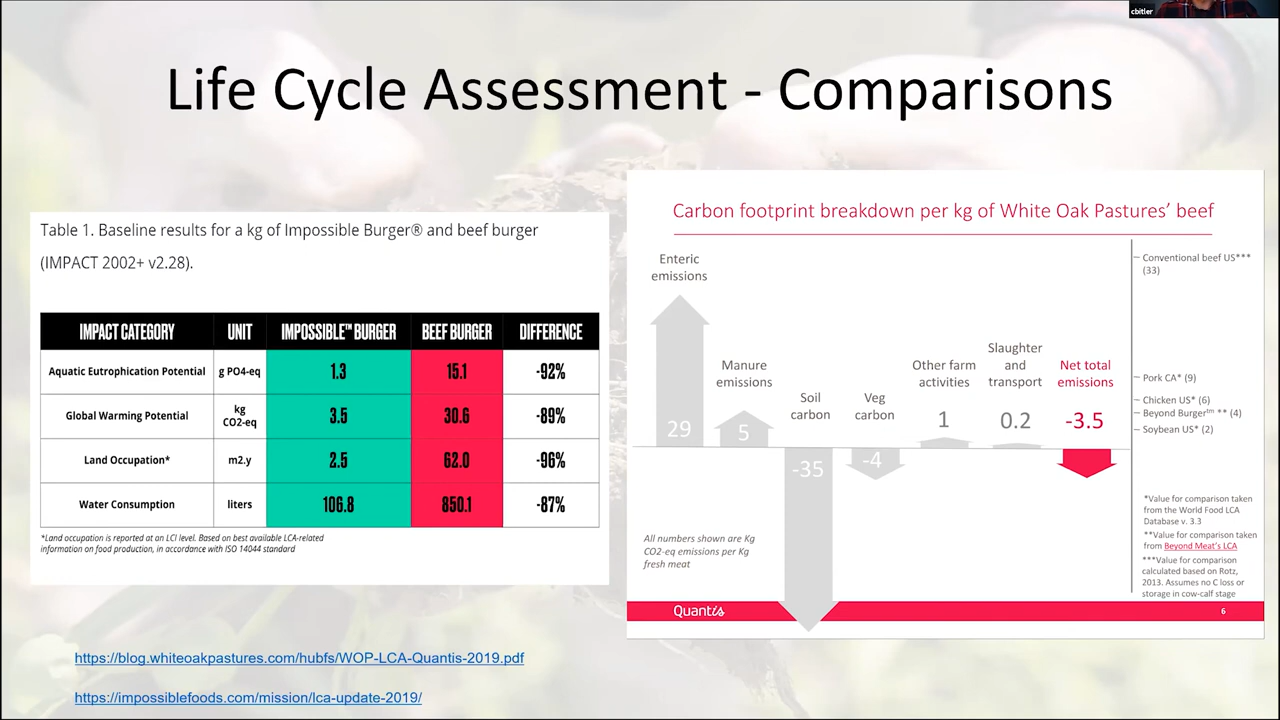 cbitler
Life Cycle Assessment - Comparisons
Table 1. Baseline results for a kg of Impossible Burger® and beef burger
(IMPACT 2002+ v2.28).
IMPACT CATEGORY UNIT IMPOSSIBLE™ BURGER BEEF BURGER DIFFERENCE
Aquatic Eutrophication Potential g PO4-eq 1.3 15.1 -92%
Global Warming Potential kg CO2-eq 3.5 30.6 -89%
Land Occupation* m2.y 2.5 62.0 -96%
Water Consumption liters 106.8 850.1 -87%
*Land occupation is reported at an LCI level. Based on best available LCA-related
information on food production, in accordance with ISO 14044 standard
Carbon footprint breakdown per kg of White Oak Pastures' beef
Enteric
emissions
29
Manure
emissions
5
Soil
carbon
-35
Veg
carbon
-4
Other farm
activities
1
Slaughter
and
transport
0.2
Net total
emissions
-3.5
Conventional beef US***
(33)
Pork CA* (9)
Chicken US* (6)
Beyond Burger™ ** (4)
Soybean US* (2)
All numbers shown are Kg
CO2-eq emissions per Kg
fresh meat
*Value for comparison taken
from the World Food LCA
Database v. 3.3
**Value for comparison taken
from Beyond Meat's LCA
***Value for comparison
calculated based on Rotz,
2013. Assumes no C loss or
storage in cow-calf stage
Quantis
6
https://blog.whiteoakpastures.com/hubfs/WOP-LCA-Quantis-2019.pdf
https://impossiblefoods.com/mission/lca-update-2019/